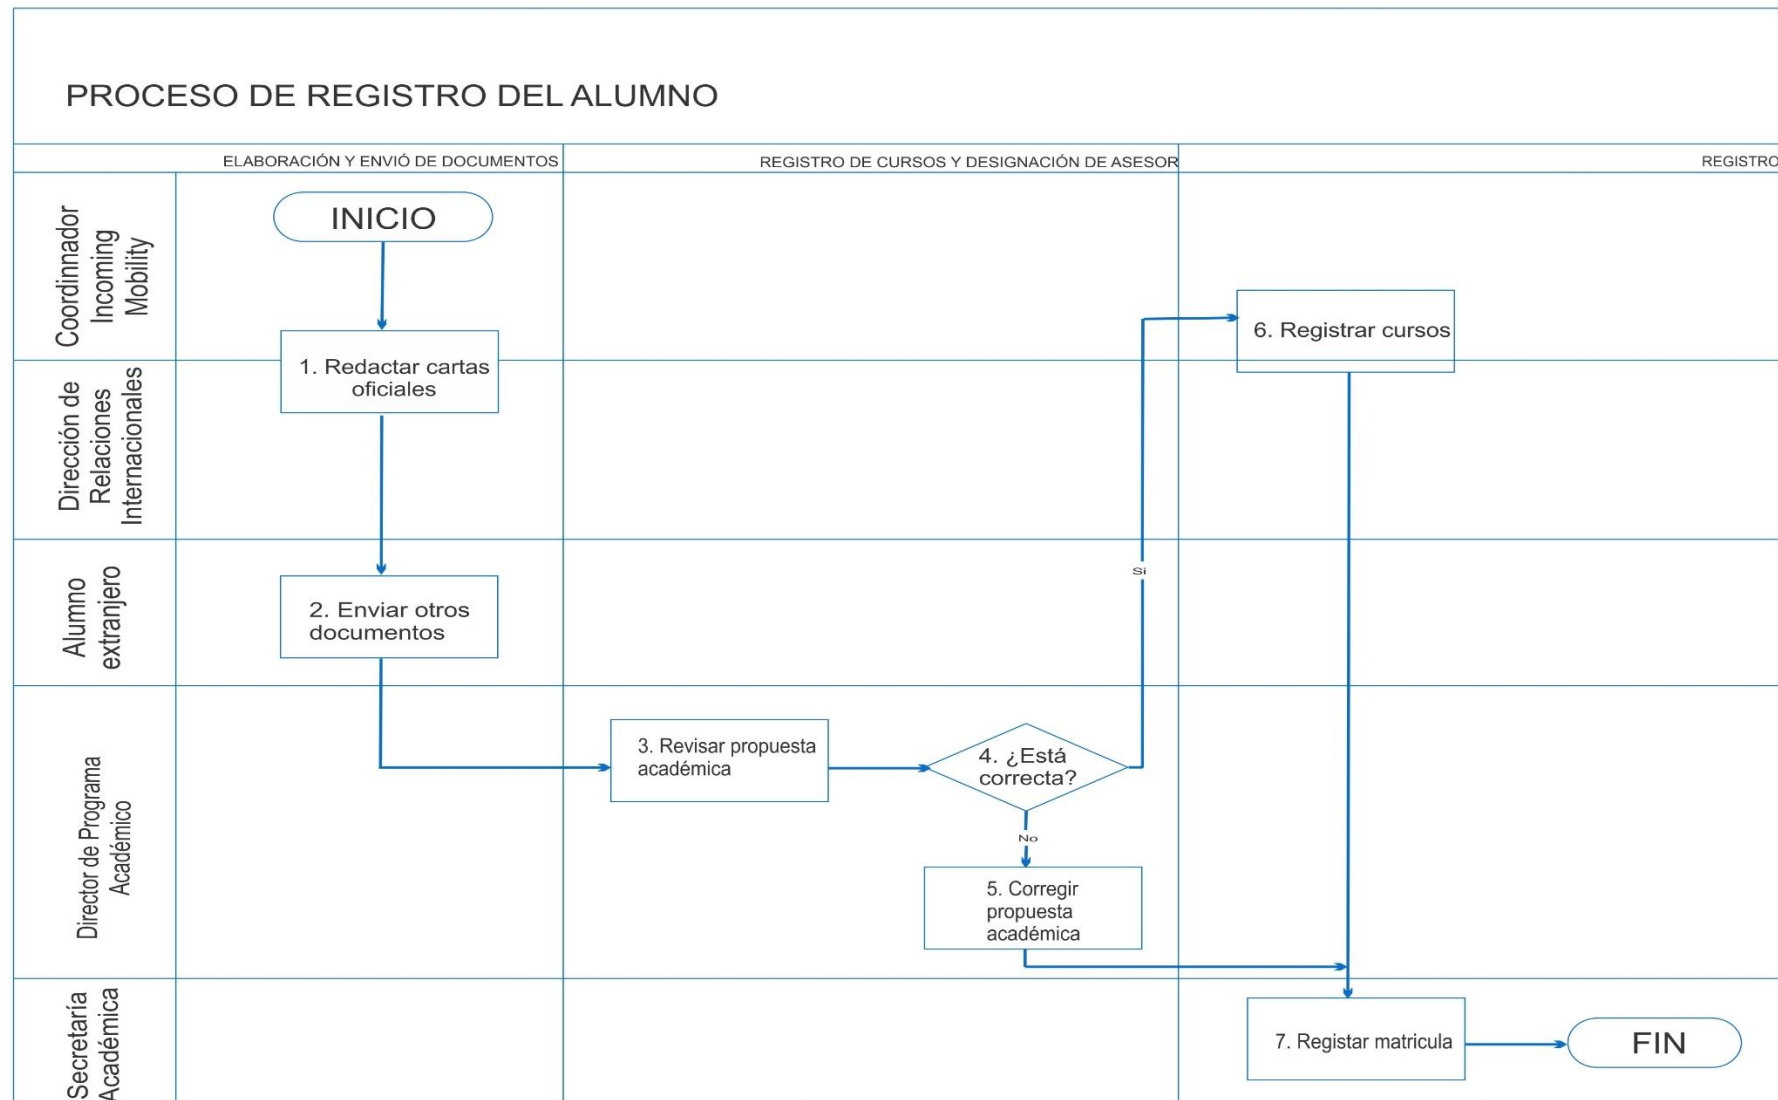 PROCESO DE REGISTRO DEL ALUMNO
ELABORACIÓN Y ENVIÓ DE DOCUMENTOS
REGISTRO DE CURSOS Y DESIGNACIÓN DE ASESOR
REGISTRO
Coordinnador
Incoming
Mobility
INICIO
1. Redactar cartas
oficiales
6. Registrar cursos
Dirección de
Relaciones
Internacionales
Alumno
extranjero
2. Enviar otros
documentos
Si
Director de Programa
Académico
3. Revisar propuesta
académica
4. ¿Está
correcta?
No
5. Corregir
propuesta
académica
Secretaría
Académica
7. Registar matricula
FIN